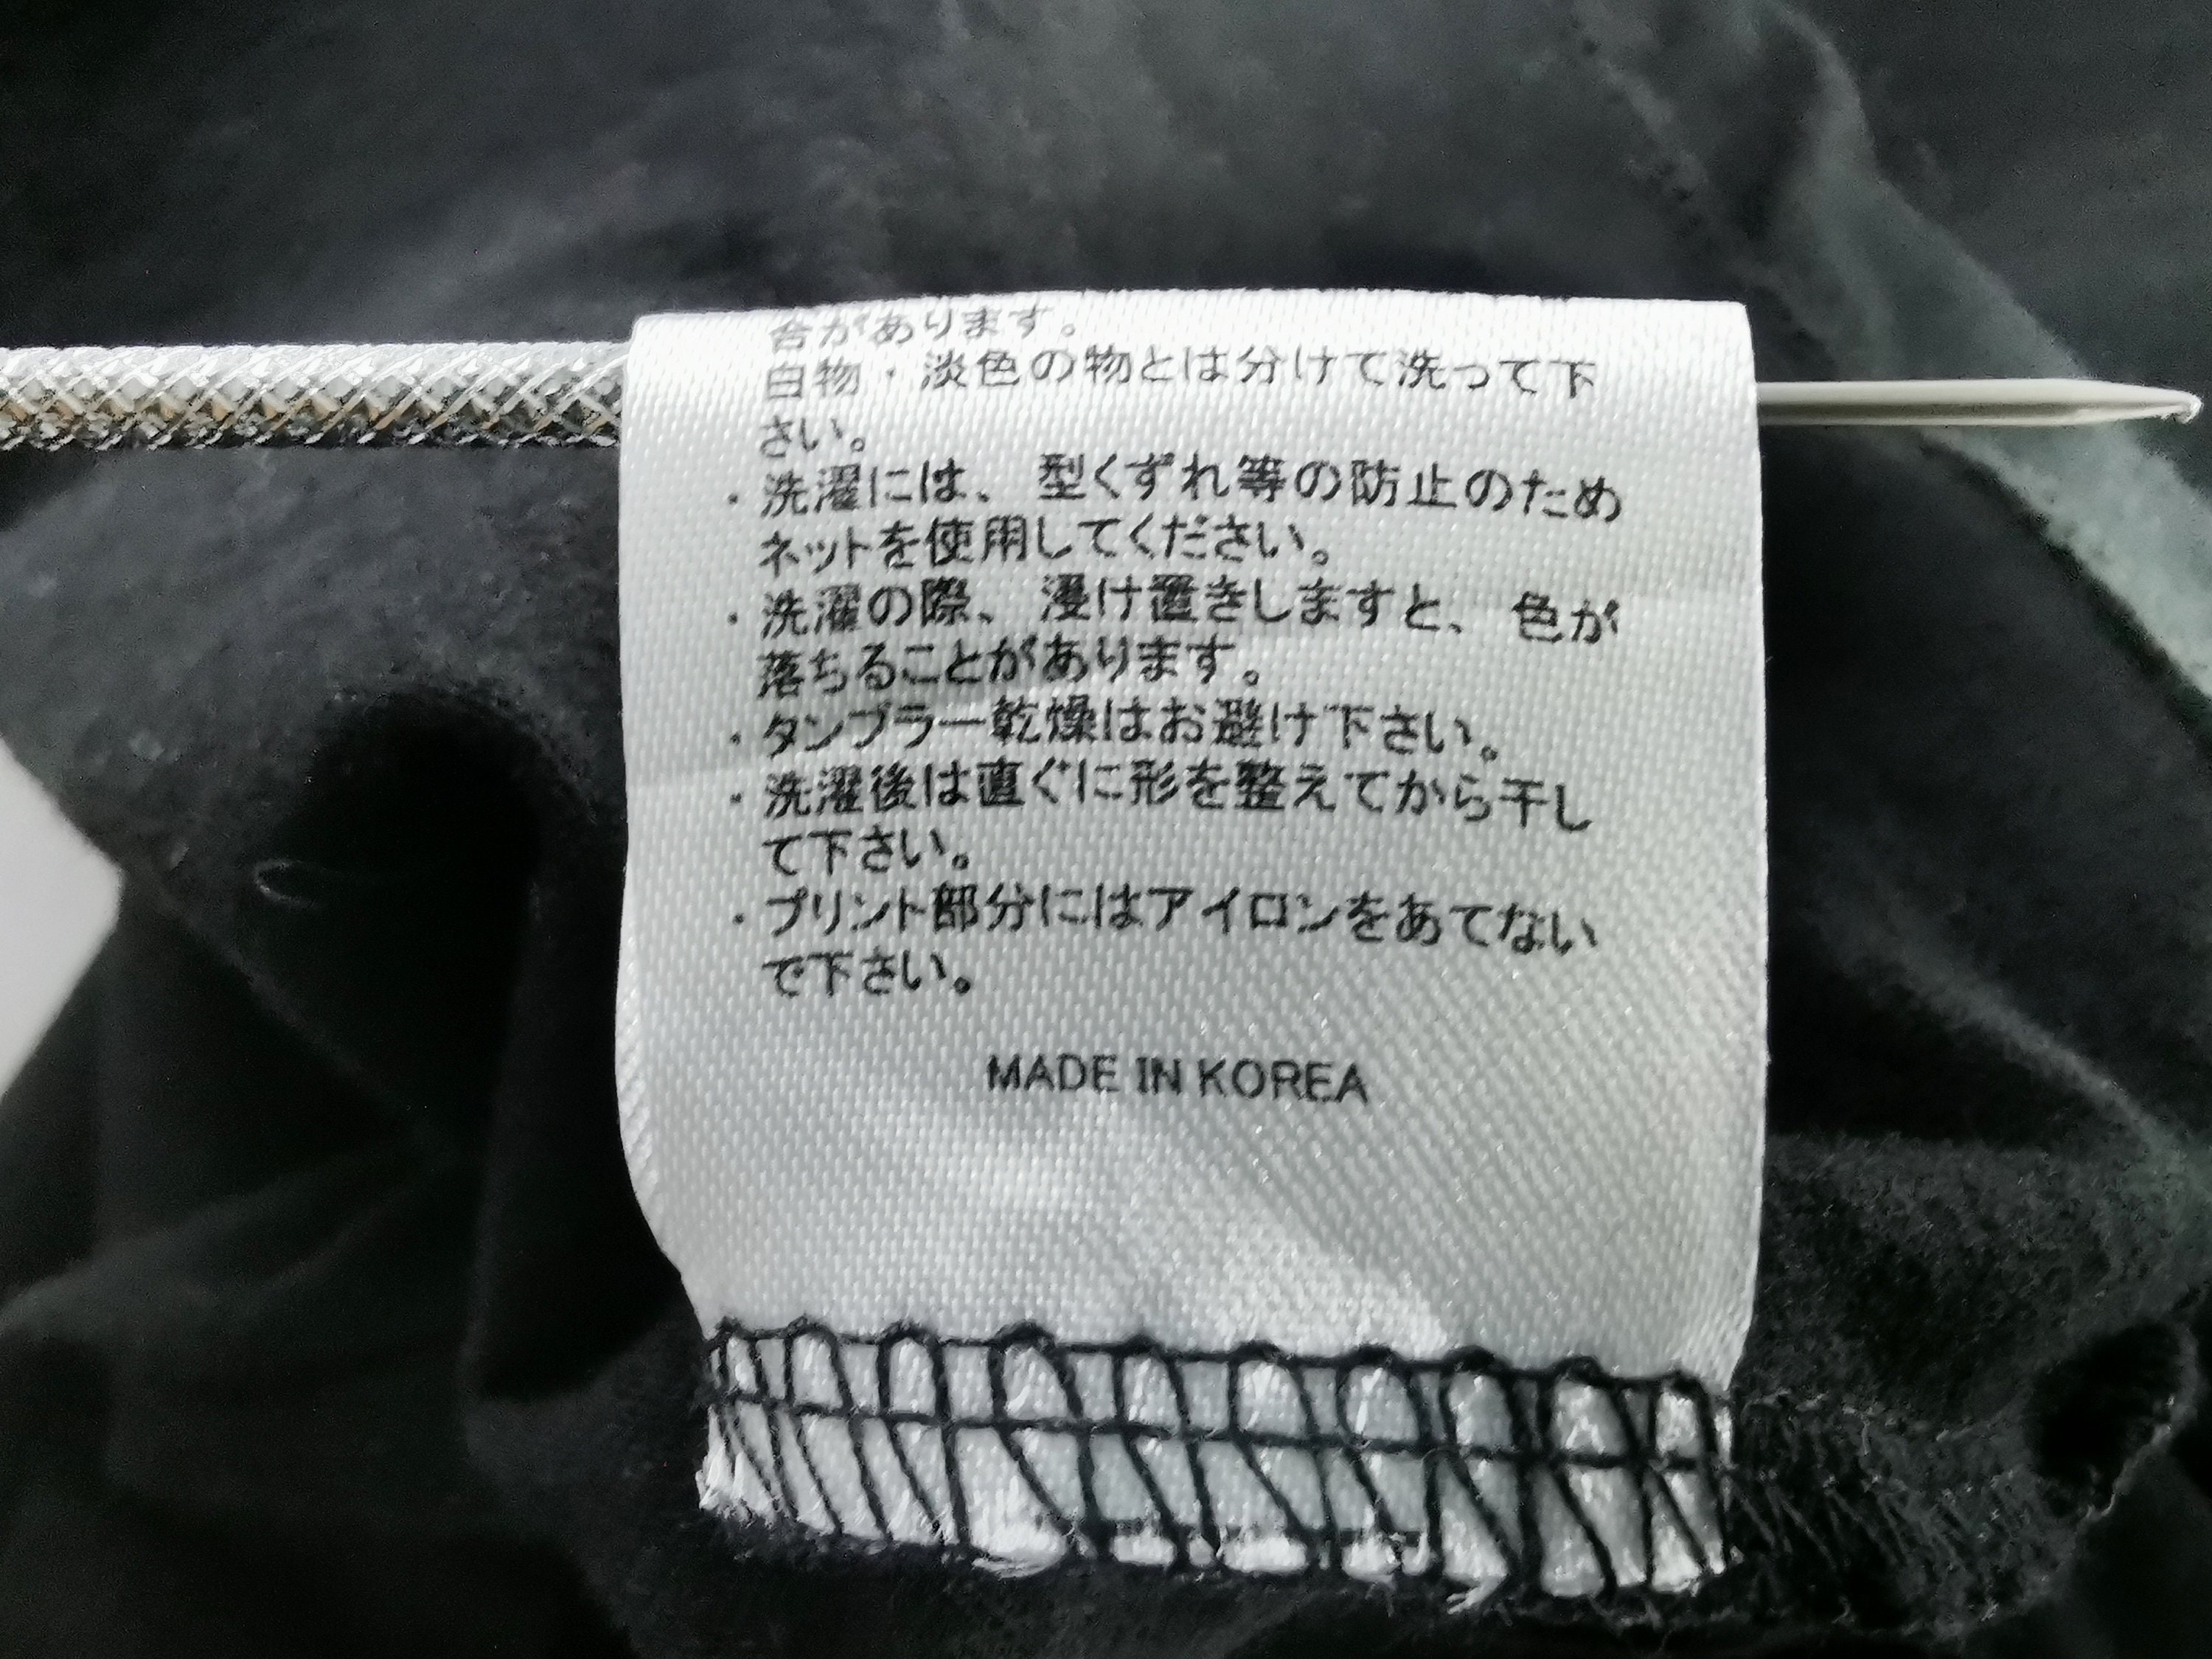 合があります。
白物・淡色の物とは分けて洗って下
さい。
・洗濯には、型くずれ等の防止のため
ネットを使用してください。
・洗濯の際、浸け置きしますと、色が
落ちることがあります。
・タンブラー乾燥はお避け下さい。
・洗濯後は直ぐに形を整えてから干し
て下さい。
・プリント部分にはアイロンをあてない
で下さい。
MADE IN KOREA